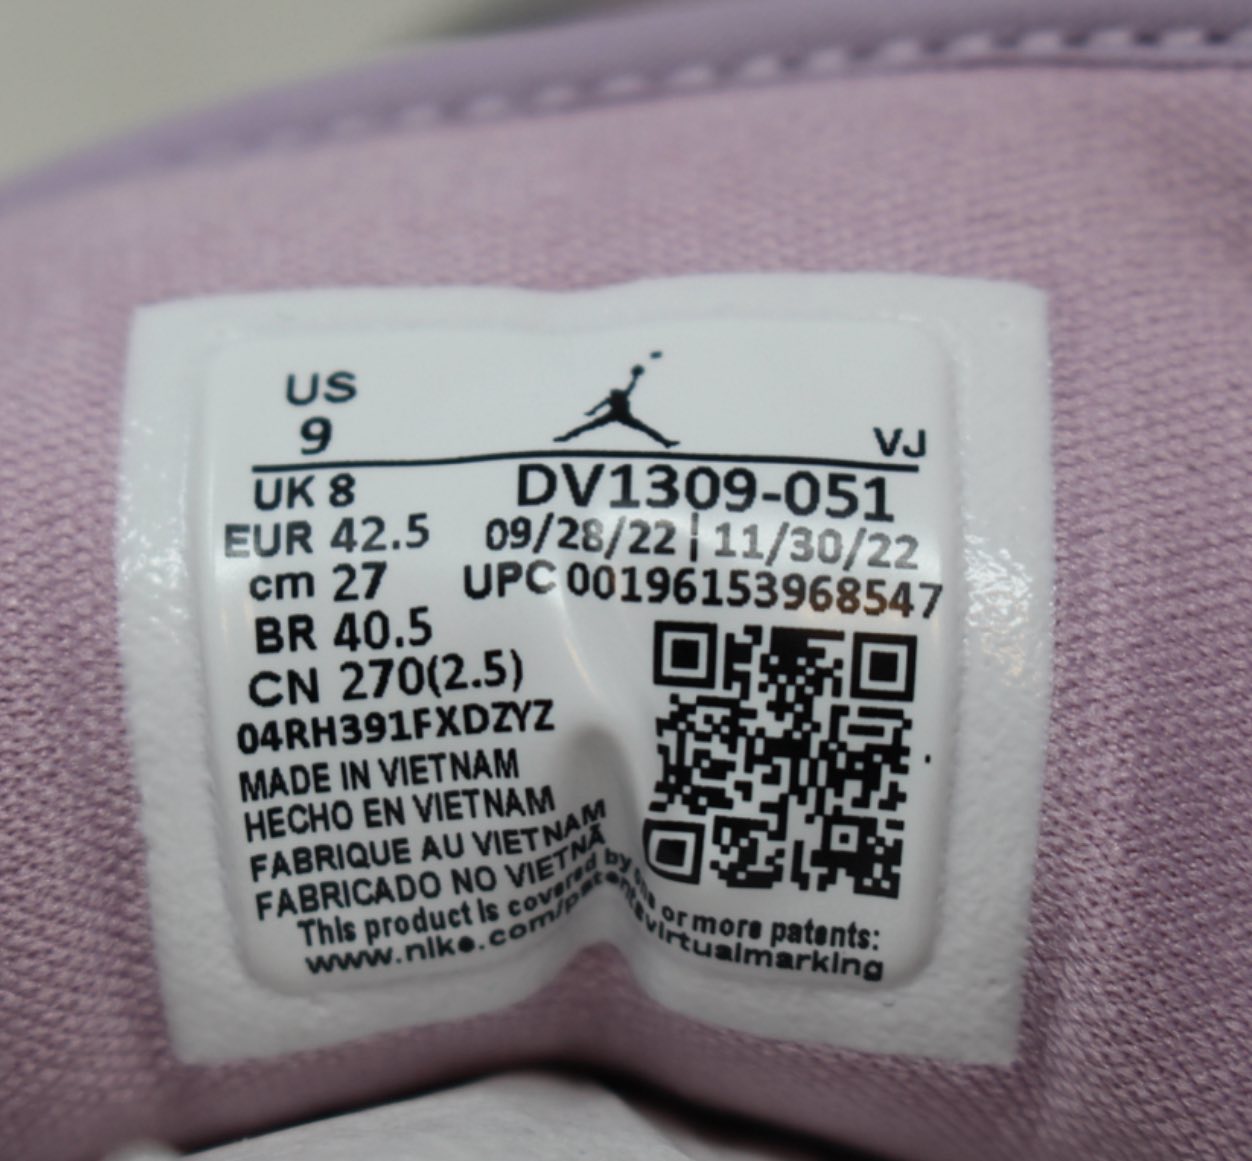 US
9
VJ
UK 8
DV1309-051
EUR 42.5
09/28/22 | 11/30/22
cm 27
UPC 00196153968547
BR 40.5
CN 270(2.5)
04RH391FXDZYZ
MADE IN VIETNAM
HECHO EN VIETNAM
FABRIQUE AU VIETNAM
FABRICADO NO VIETNÃ
This product is covered by one or more patents:
www.nike.com/patentsvirtualmarking